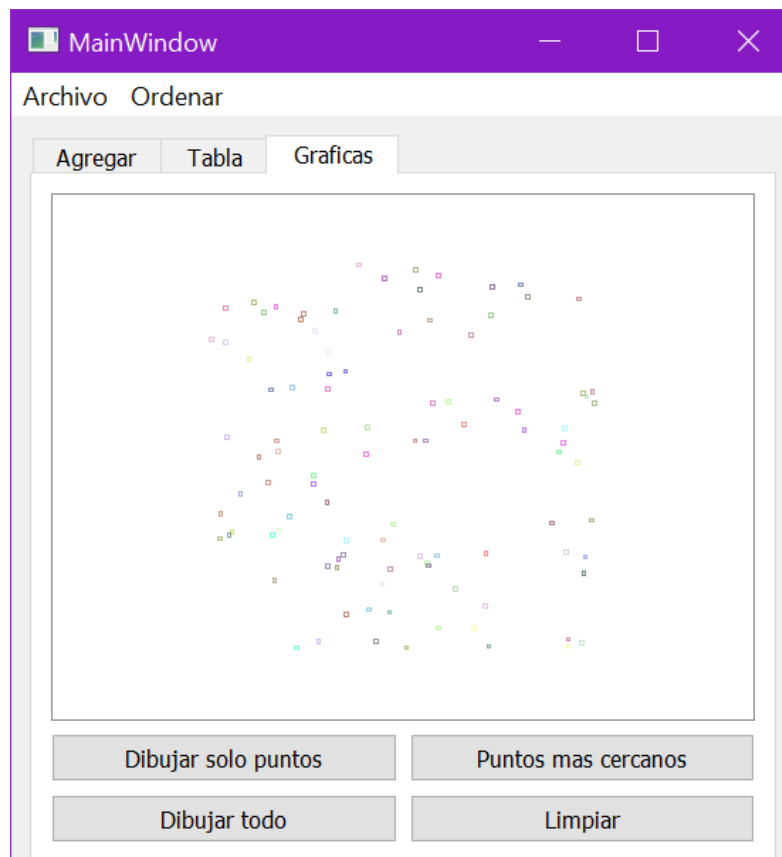 MainWindow
Archivo Ordenar
Agregar Tabla Graficas
Dibujar solo puntos Puntos mas cercanos
Dibujar todo Limpiar